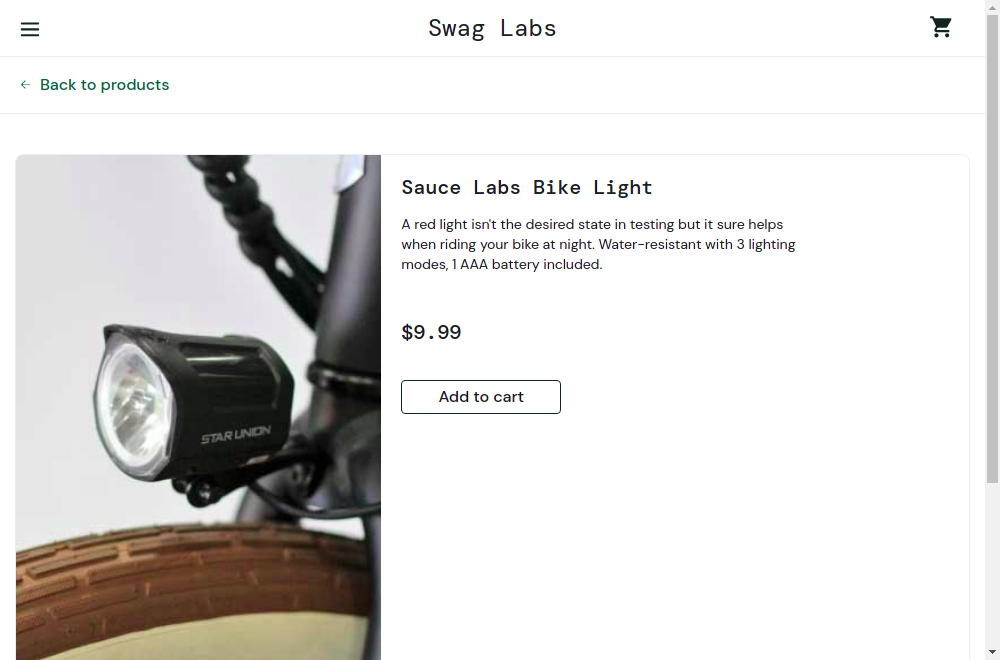 Swag Labs
Back to products
Sauce Labs Bike Light
A red light isn't the desired state in testing but it sure helps
when riding your bike at night. Water-resistant with 3 lighting
modes, 1 AAA battery included.
$9.99
Add to cart
STAR UNION